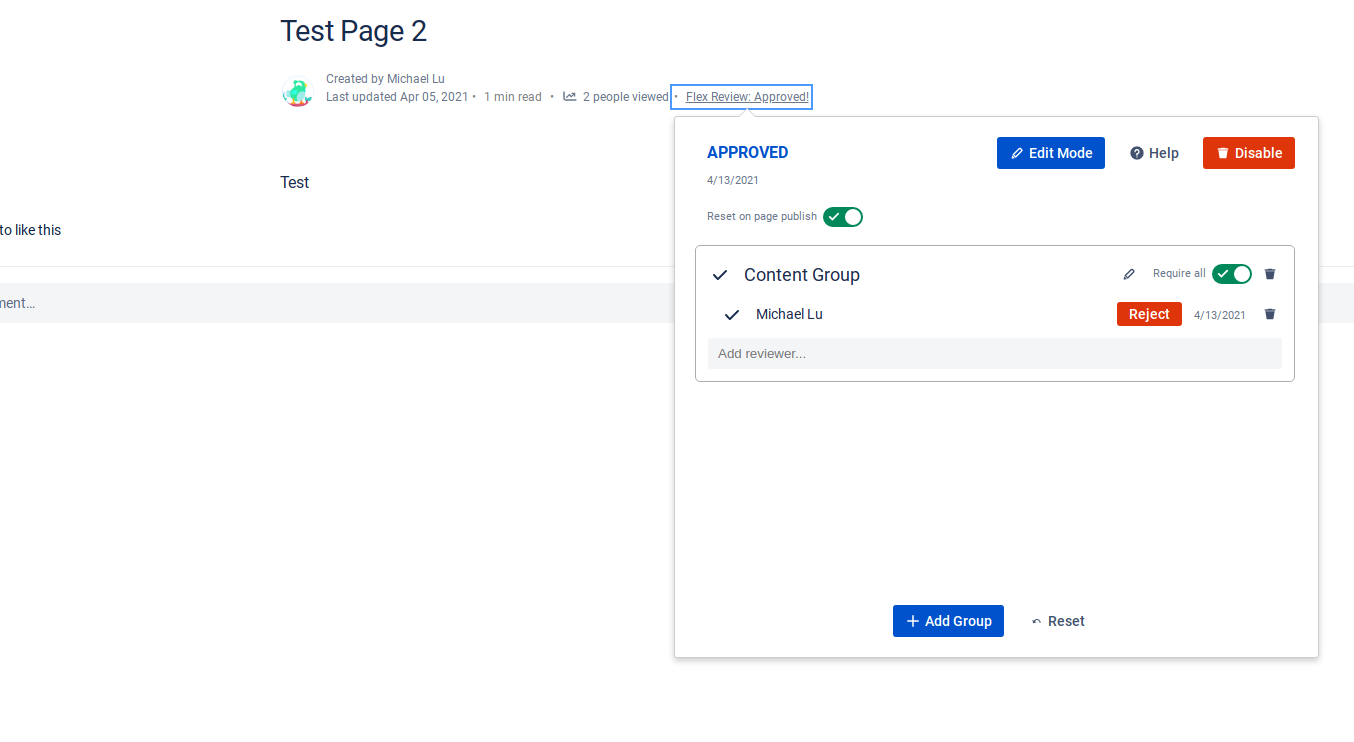 Test Page 2
Created by Michael Lu
Last updated Apr 05, 2021 • 1 min read • 2 people viewed • Flex Review: Approved!
APPROVED Edit Mode Help Disable
4/13/2021
Test
Reset on page publish
to like this
Content Group Require all
ment...
Michael Lu Reject 4/13/2021
Add reviewer...
Add Group Reset